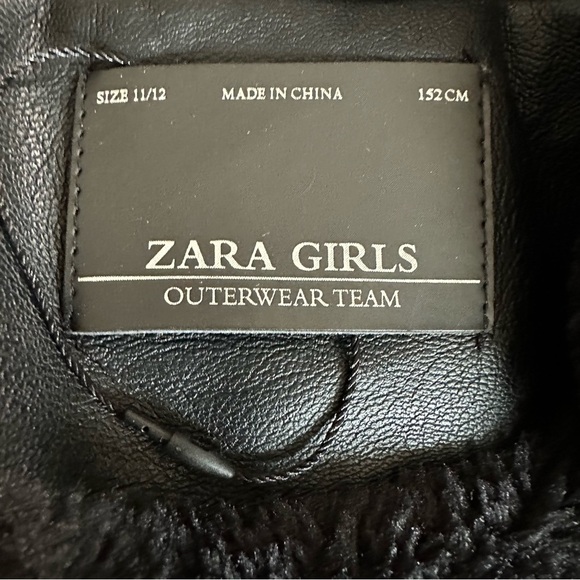 SIZE 11/12 MADE IN CHINA 152 CM
ZARA GIRLS
OUTERWEAR TEAM